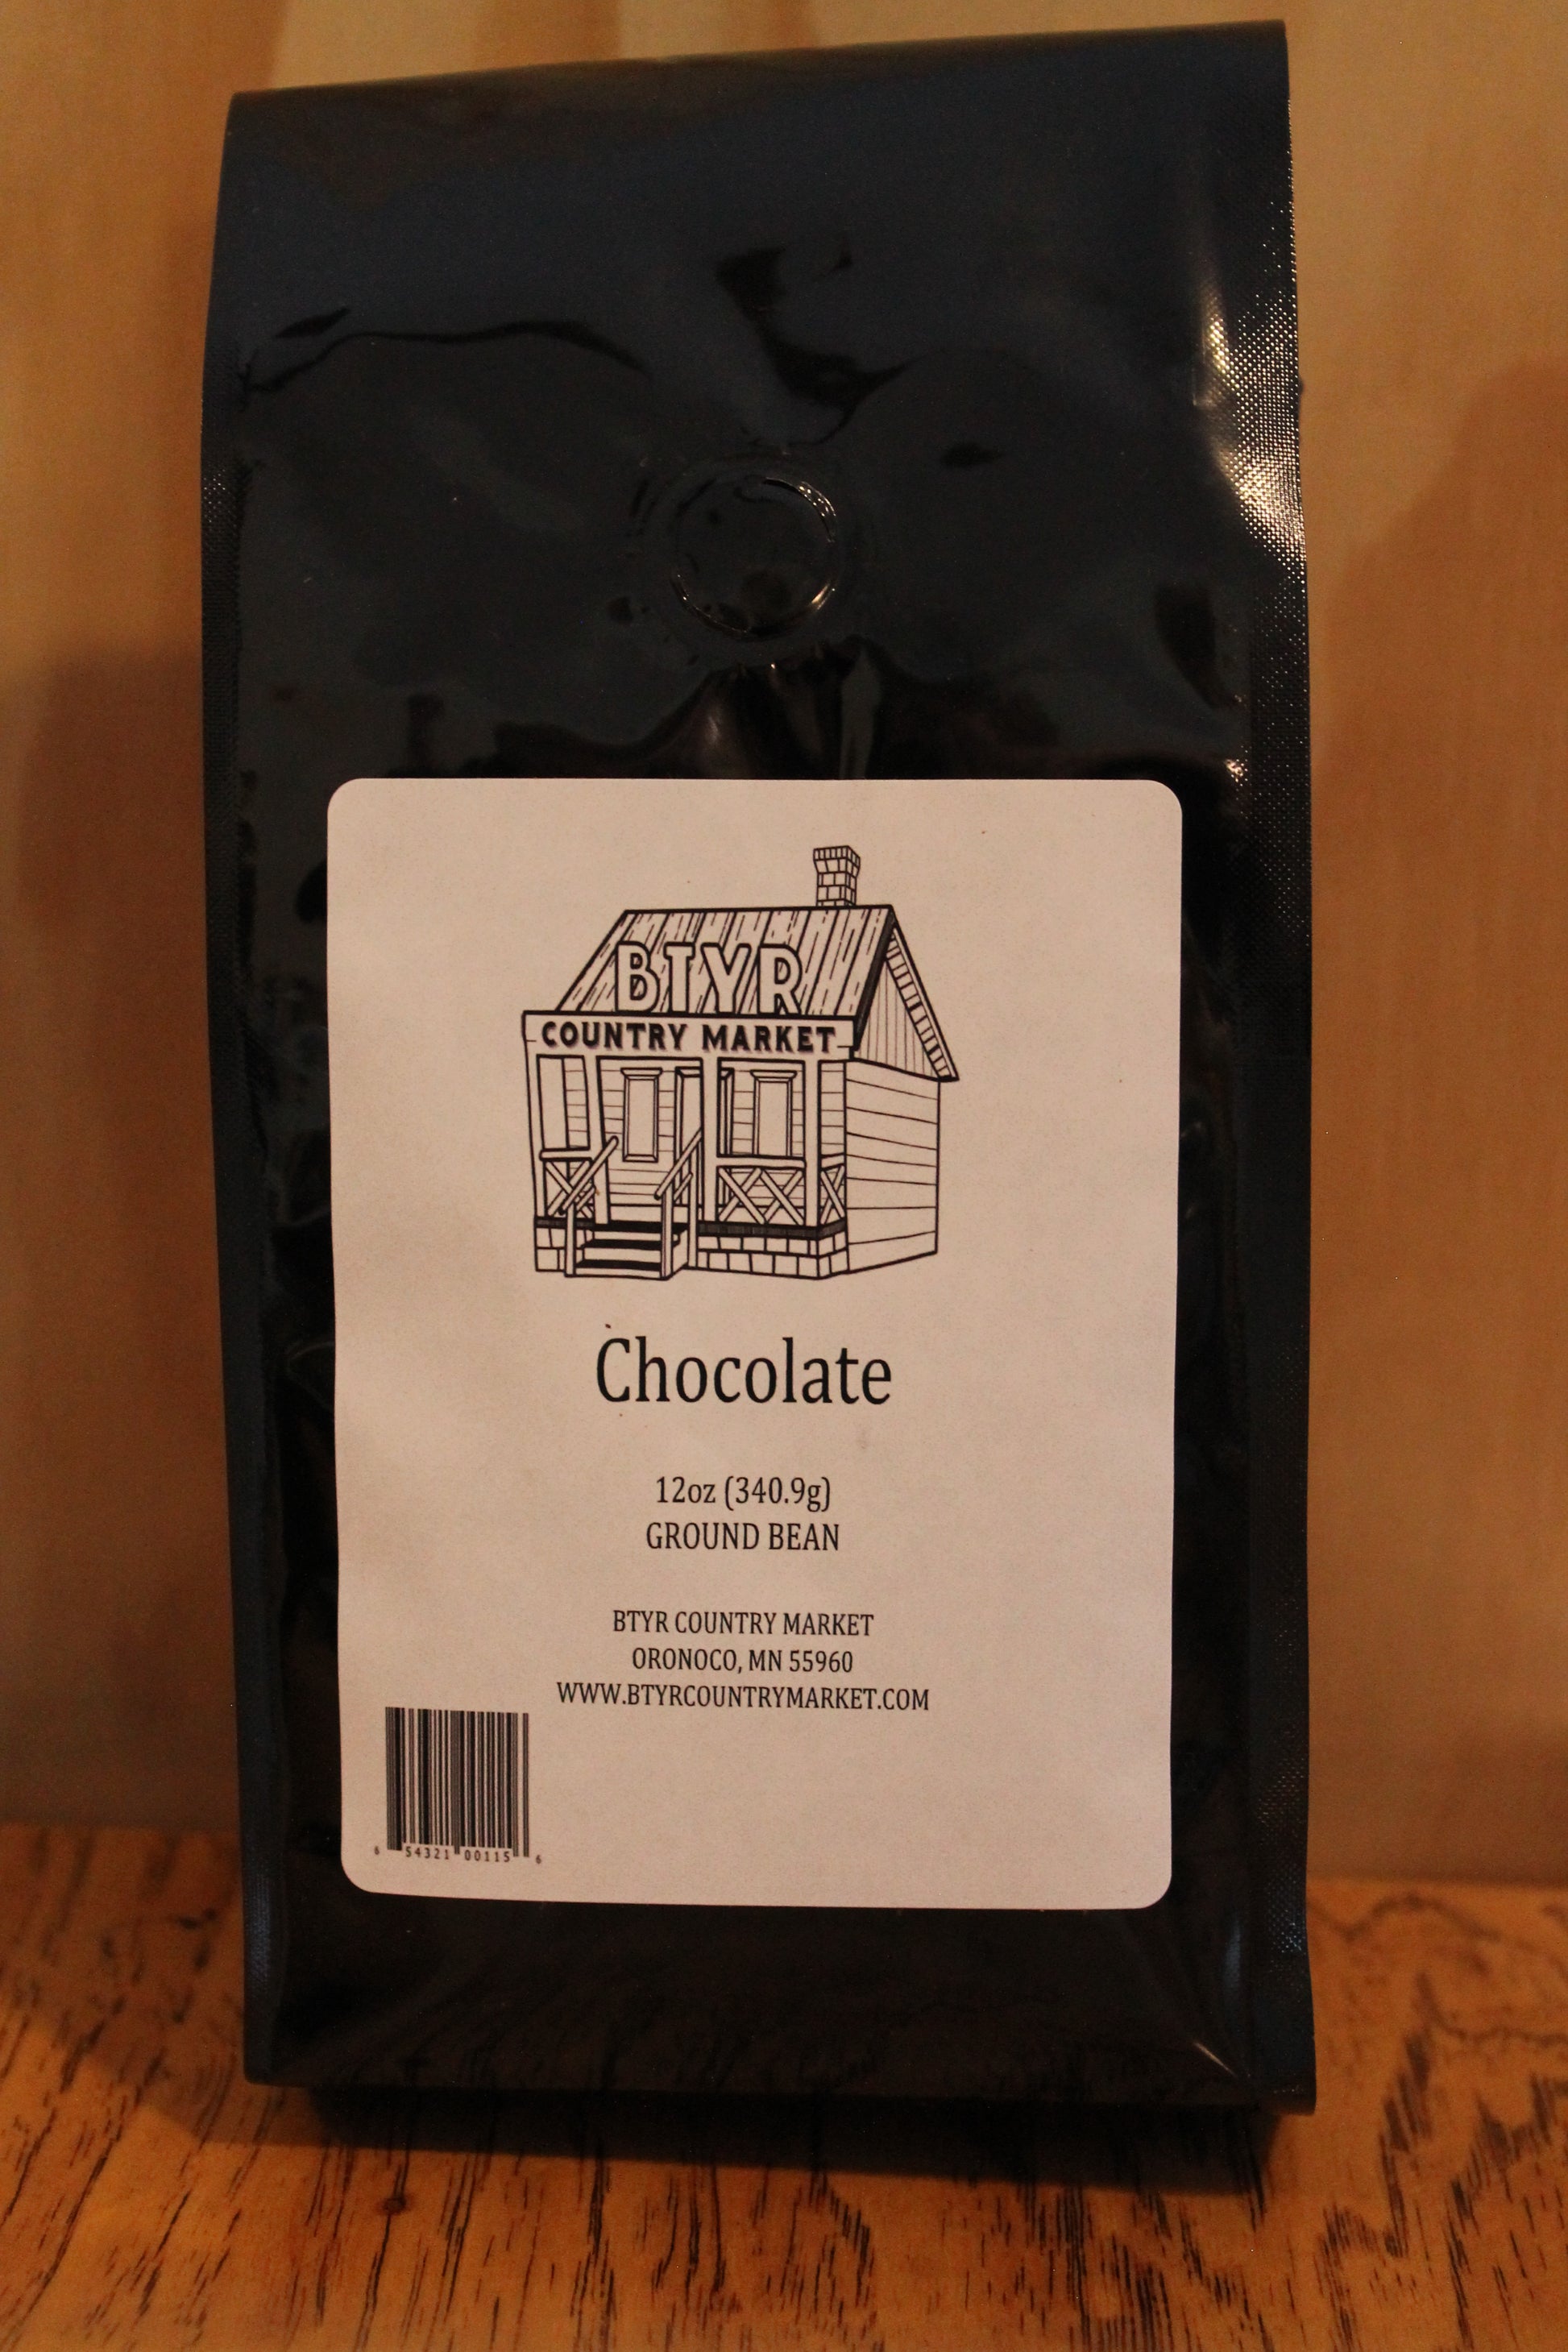 BTYR
COUNTRY MARKET
Chocolate
12oz (340.9g)
GROUND BEAN
BTYR COUNTRY MARKET
ORONOCO, MN 55960
WWW.BTYRCOUNTRYMARKET.COM
6 54321 00115 6